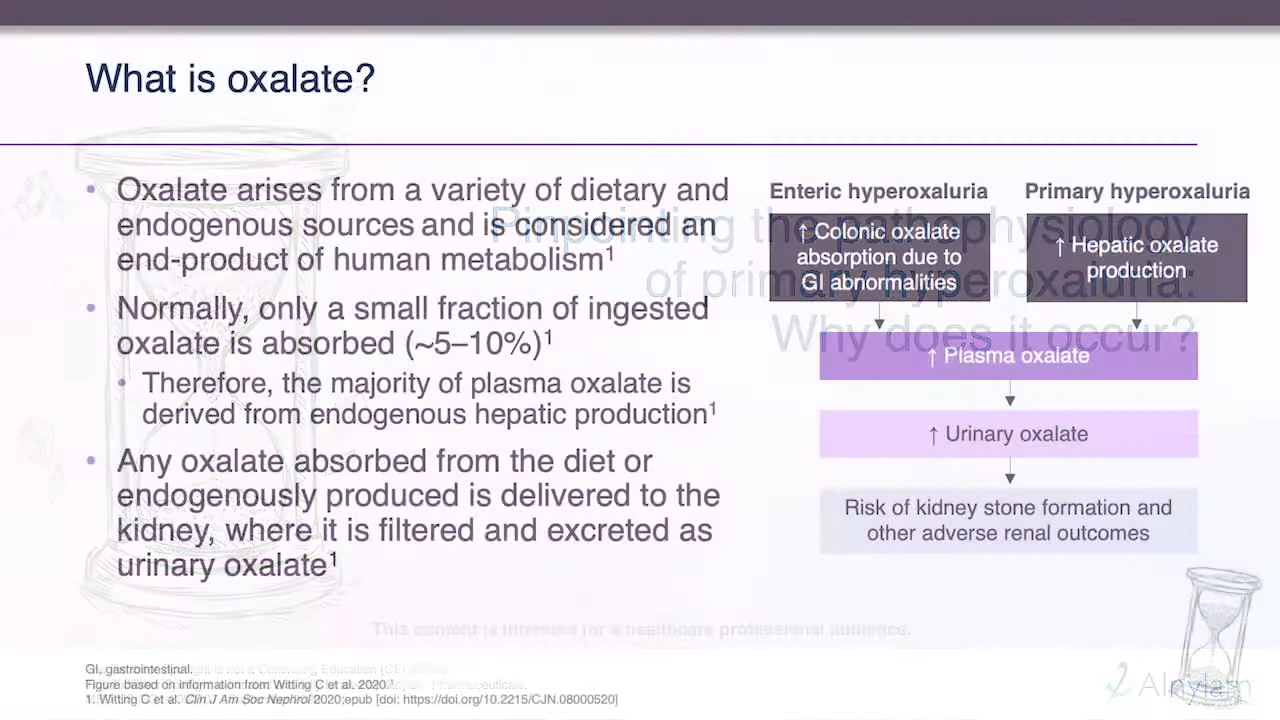 What is oxalate?
• Oxalate arises from a variety of dietary and
endogenous sources and is considered an
end-product of human metabolism¹
• Normally, only a small fraction of ingested
oxalate is absorbed (~5–10%)¹
• Therefore, the majority of plasma oxalate is
derived from endogenous hepatic production¹
• Any oxalate absorbed from the diet or
endogenously produced is delivered to the
kidney, where it is filtered and excreted as
urinary oxalate¹
Enteric hyperoxaluria
↑ Colonic oxalate
absorption due to
GI abnormalities
Primary hyperoxaluria
↑ Hepatic oxalate
production
↑ Plasma oxalate
↑ Urinary oxalate
Risk of kidney stone formation and
other adverse renal outcomes
Pinpointing the pathophysiology
of primary hyperoxaluria:
Why does it occur?
This content is intended for a healthcare professional audience.
GI, gastrointestinal.
Figure based on information from Witting C et al. 2020.
1. Witting C et al. Clin J Am Soc Nephrol 2020;epub [doi: https://doi.org/10.2215/CJN.08000520]
is not a Continuing Education
Pharmaceuticals.
Alnylam